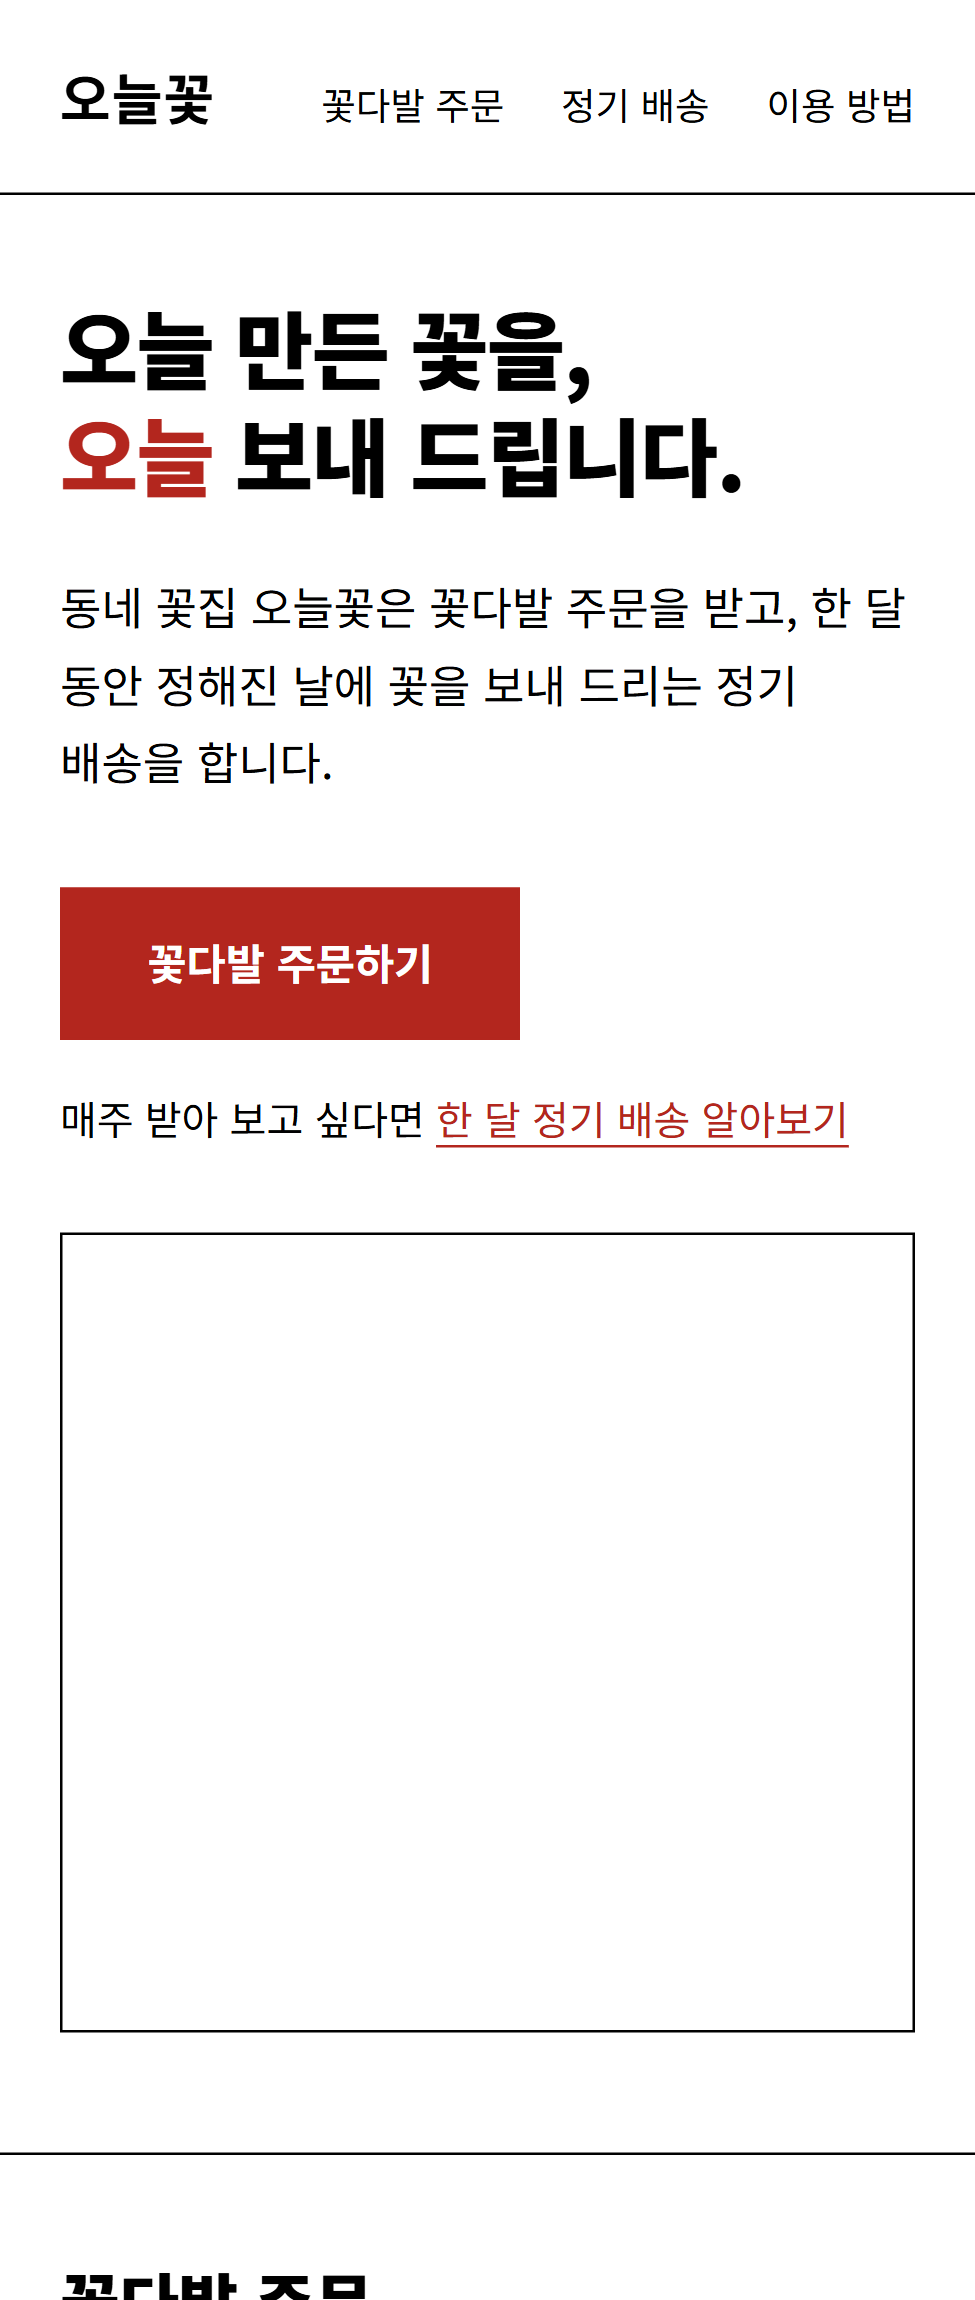 오늘꽃 꽃다발 주문 정기 배송 이용 방법
오늘 만든 꽃을,
오늘 보내 드립니다.
동네 꽃집 오늘꽃은 꽃다발 주문을 받고, 한 달
동안 정해진 날에 꽃을 보내 드리는 정기
배송을 합니다.
꽃다발 주문하기
매주 받아 보고 싶다면 한 달 정기 배송 알아보기
꽃다발 주문